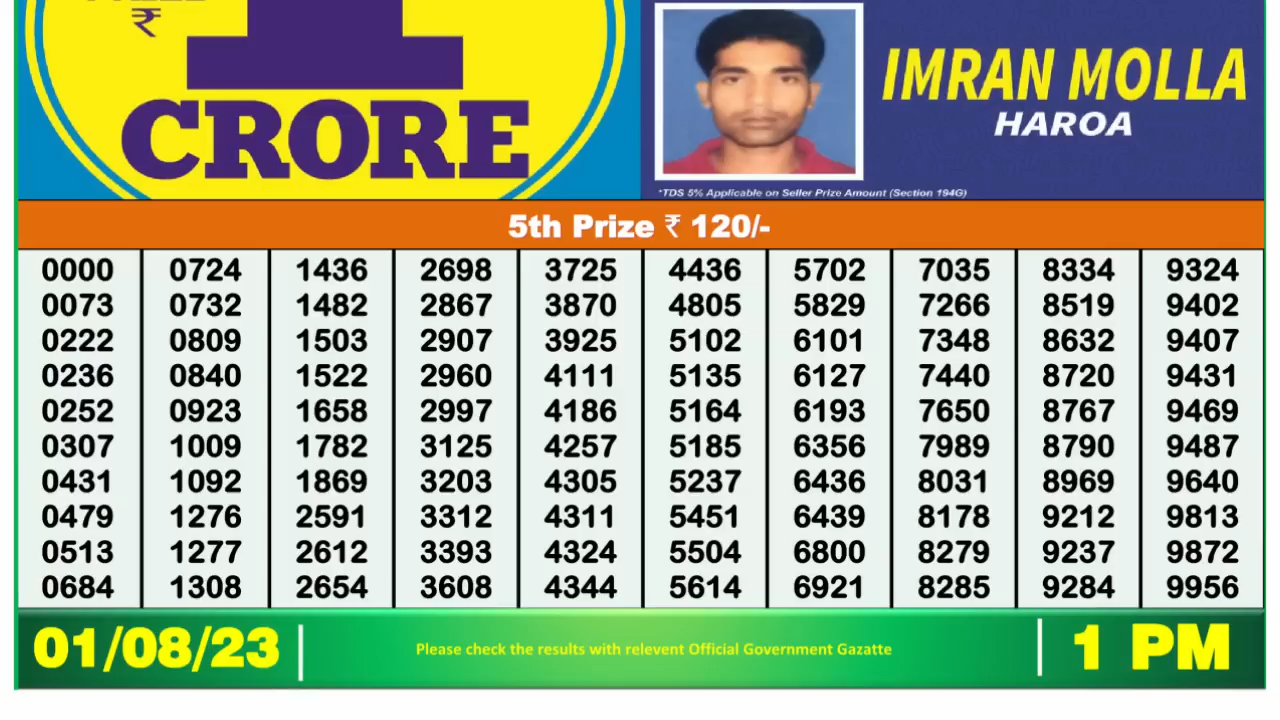 ₹
1
CRORE
IMRAN MOLLA
HAROA
*TDS 5% Applicable on Seller Prize Amount (Section 194G)
5th Prize ₹ 120/-
0000 0724 1436 2698 3725 4436 5702 7035 8334 9324
0073 0732 1482 2867 3870 4805 5829 7266 8519 9402
0222 0809 1503 2907 3925 5102 6101 7348 8632 9407
0236 0840 1522 2960 4111 5135 6127 7440 8720 9431
0252 0923 1658 2997 4186 5164 6193 7650 8767 9469
0307 1009 1782 3125 4257 5185 6356 7989 8790 9487
0431 1092 1869 3203 4305 5237 6436 8031 8969 9640
0479 1276 2591 3312 4311 5451 6439 8178 9212 9813
0513 1277 2612 3393 4324 5504 6800 8279 9237 9872
0684 1308 2654 3608 4344 5614 6921 8285 9284 9956
01/08/23 Please check the results with relevent Official Government Gazatte 1 PM